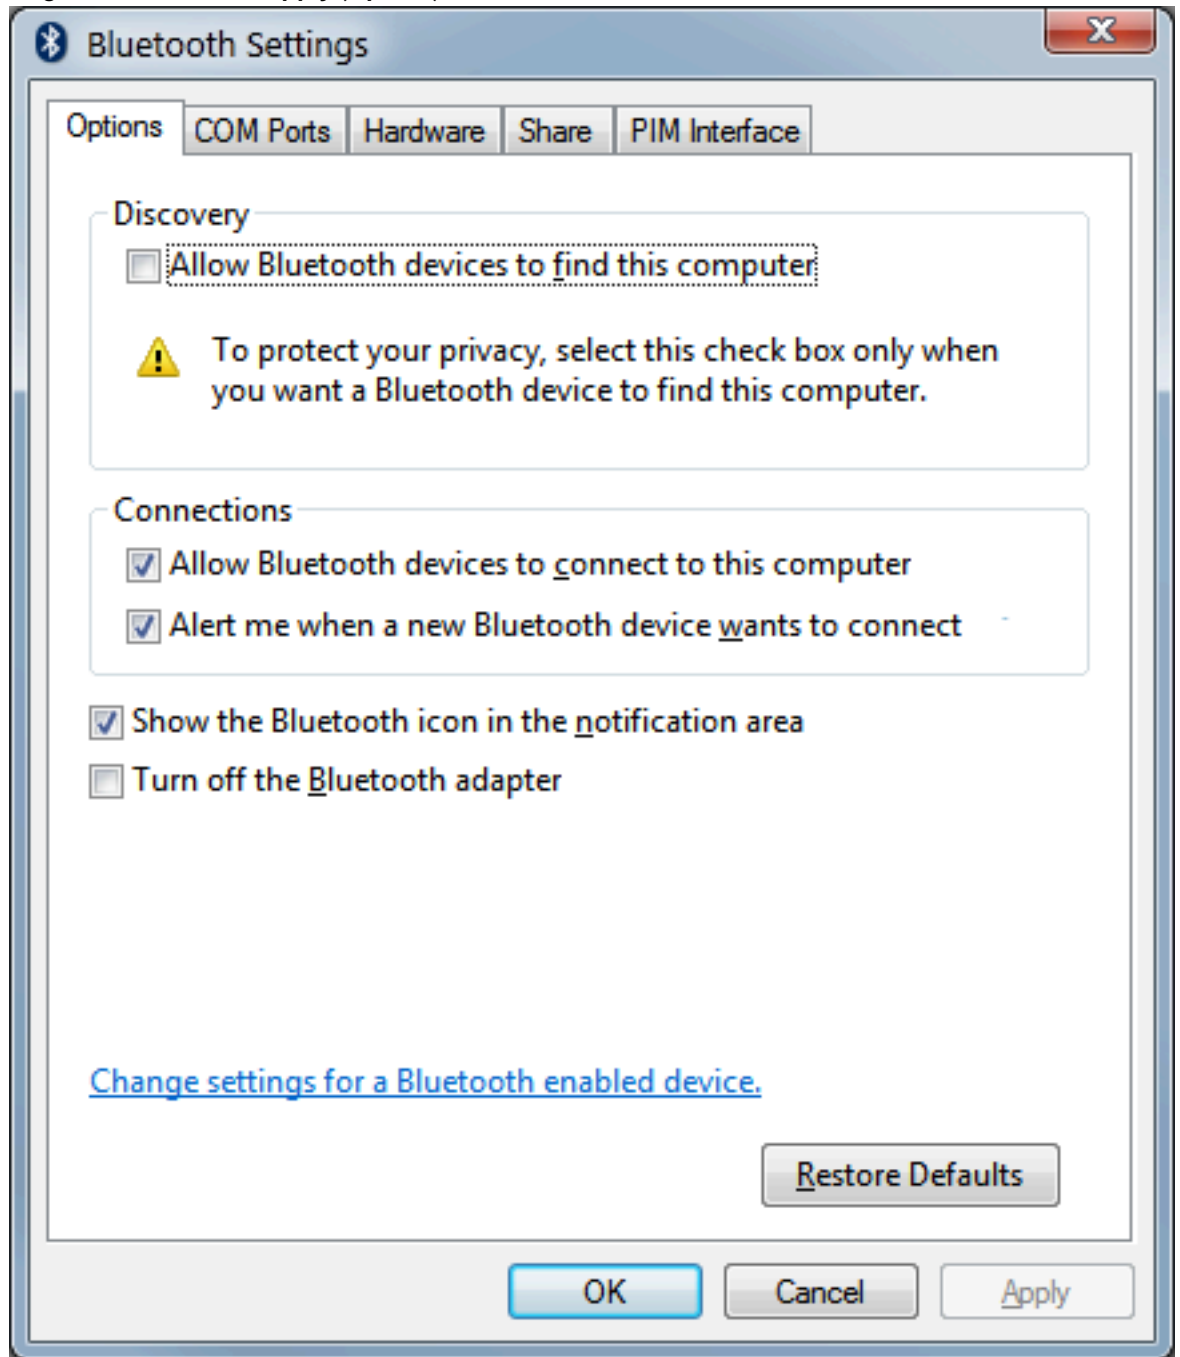 Bluetooth Settings
Options COM Ports Hardware Share PIM Interface
Discovery
Allow Bluetooth devices to find this computer
To protect your privacy, select this check box only when
you want a Bluetooth device to find this computer.
Connections
Allow Bluetooth devices to connect to this computer
Alert me when a new Bluetooth device wants to connect
Show the Bluetooth icon in the notification area
Turn off the Bluetooth adapter
Change settings for a Bluetooth enabled device.
Restore Defaults
OK Cancel Apply